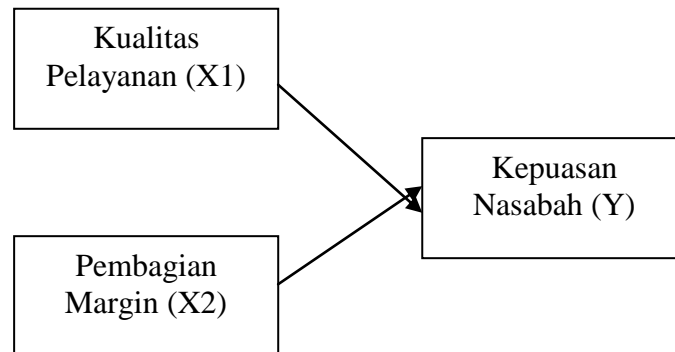 Kualitas
Pelayanan (X1)
Kepuasan
Nasabah (Y)
Pembagian
Margin (X2)